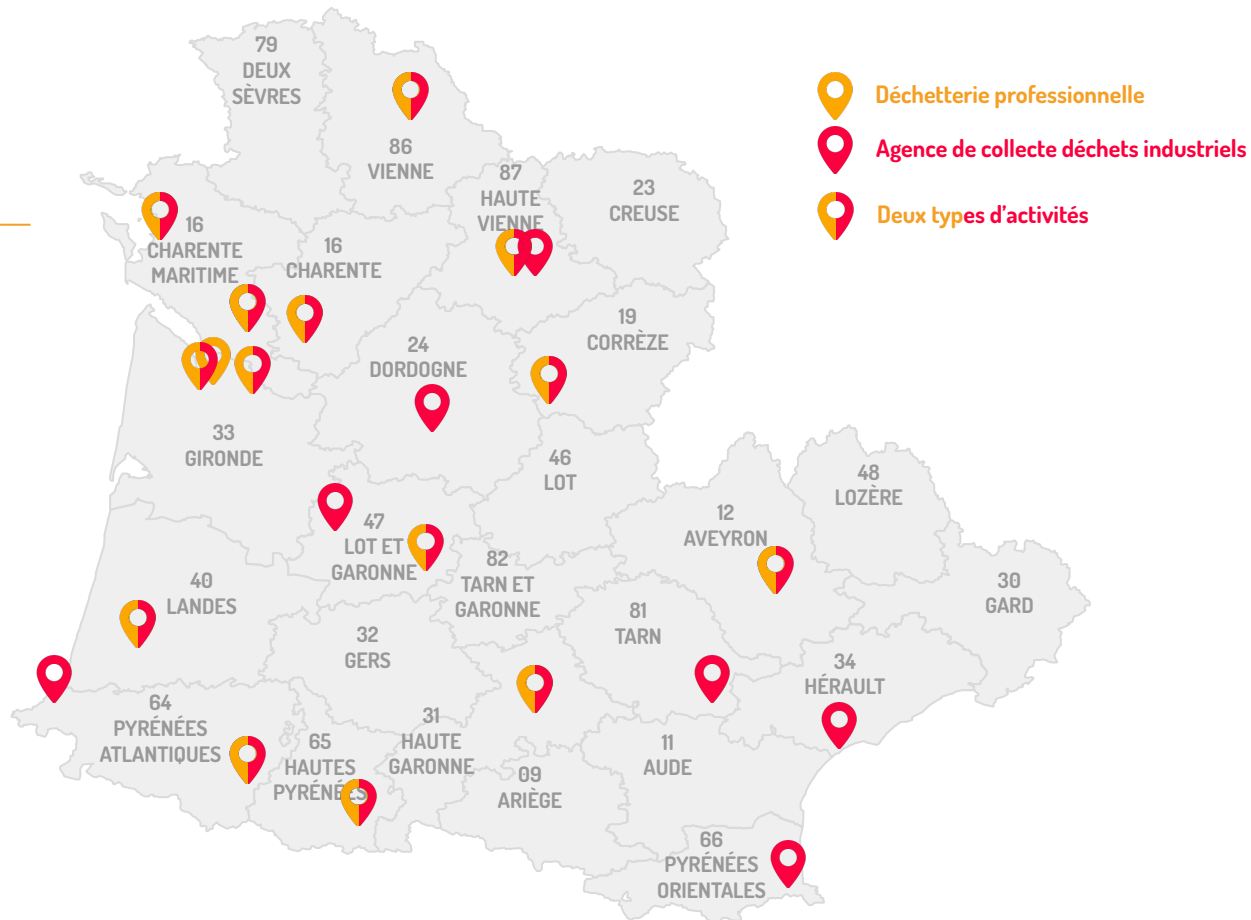 79
DEUX
SÈVRES
86
VIENNE
87
HAUTE
VIENNE
23
CREUSE
16
CHARENTE
MARITIME
16
CHARENTE
19
CORRÈZE
24
DORDOGNE
33
GIRONDE
46
LOT
48
LOZÈRE
12
AVEYRON
47
LOT ET
GARONNE
82
TARN ET
GARONNE
40
LANDES
30
GARD
81
TARN
32
GERS
34
HÉRAULT
64
PYRÉNÉES
ATLANTIQUES
65
HAUTES
PYRÉNÉES
31
HAUTE
GARONNE
11
AUDE
09
ARIÈGE
66
PYRÉNÉES
ORIENTALES
Déchetterie professionnelle
Agence de collecte déchets industriels
Deux types d'activités